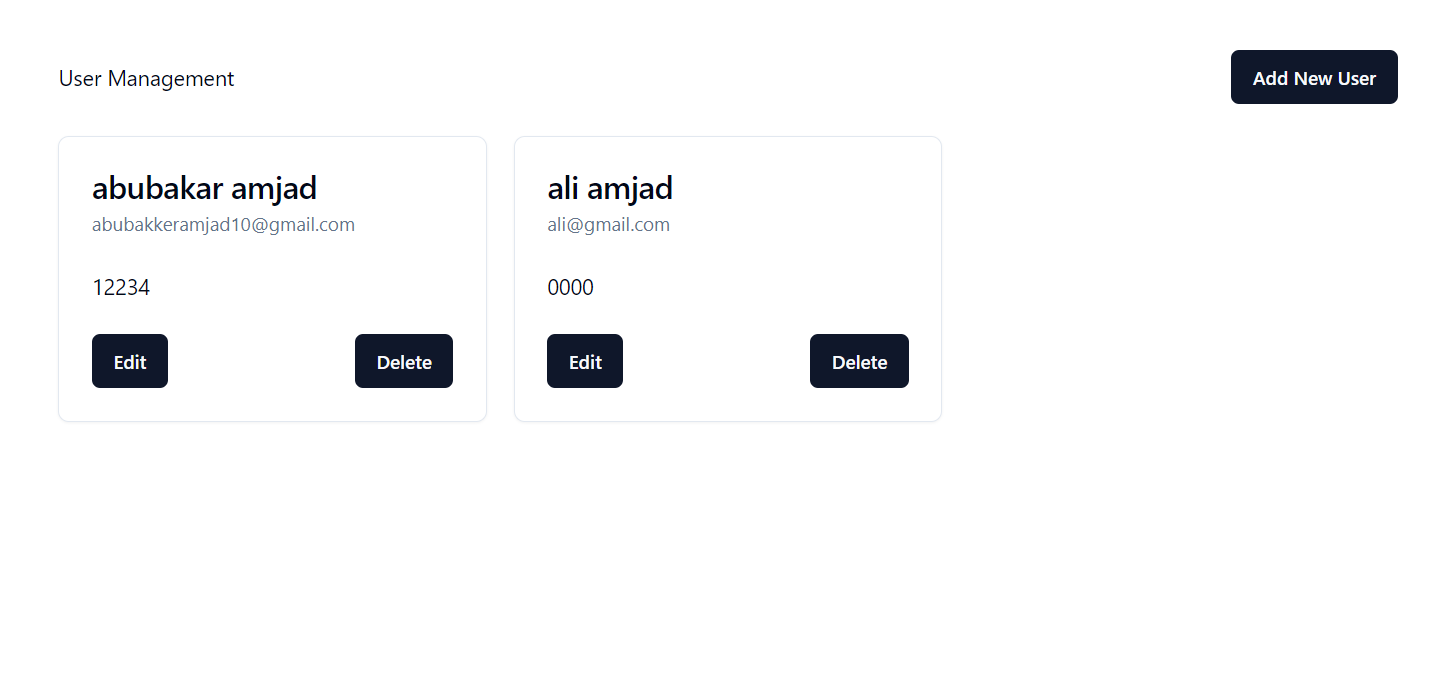 User Management
Add New User
abubakar amjad
abubakkeramjad10@gmail.com
12234
Edit
Delete
ali amjad
ali@gmail.com
0000
Edit
Delete